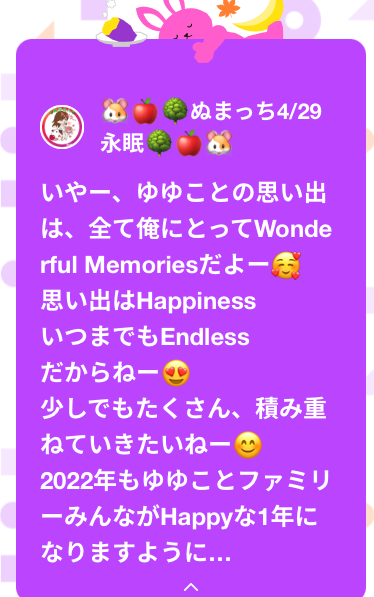 🐹🍎🌳ぬまっち4/29
永眠🌳🍎🐹
いやー、ゆゆことの思い出
は、全て俺にとってWonde
rful Memoriesだよー🥰
思い出はHappiness
いつまでもEndless
だからねー😍
少しでもたくさん、積み重
ねていきたいねー😊
2022年もゆゆことファミリ
ーみんながHappyな1年に
なりますように…